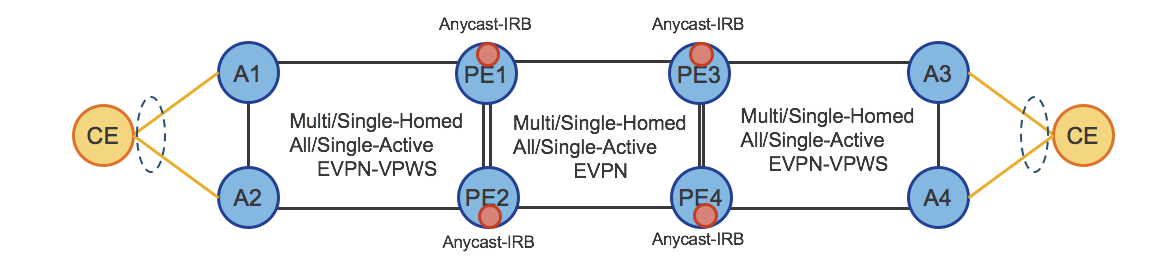 Anycast-IRB
Anycast-IRB
A1
PE1
PE3
A3
Multi/Single-Homed
All/Single-Active
EVPN-VPWS
Multi/Single-Homed
All/Single-Active
EVPN
Multi/Single-Homed
All/Single-Active
EVPN-VPWS
CE
CE
A2
PE2
PE4
A4
Anycast-IRB
Anycast-IRB